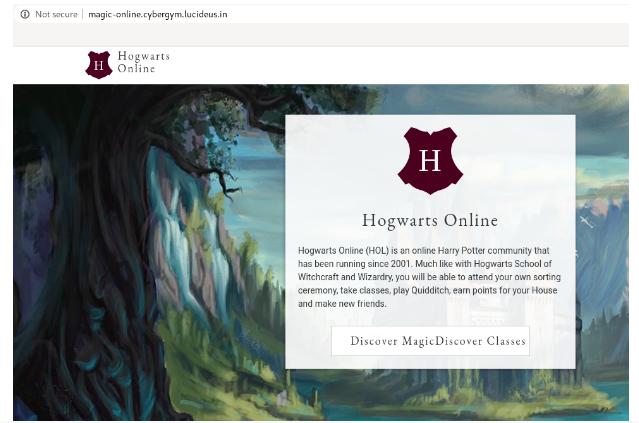 Not secure magic-online.cybergym.lucideus.in
Hogwarts
Online
H
H
Hogwarts Online
Hogwarts Online (HOL) is an online Harry Potter community that
has been running since 2001. Much like with Hogwarts School of
Witchcraft and Wizardry, you will be able to attend your own sorting
ceremony, take classes, play Quidditch, earn points for your House
and make new friends.
Discover MagicDiscover Classes